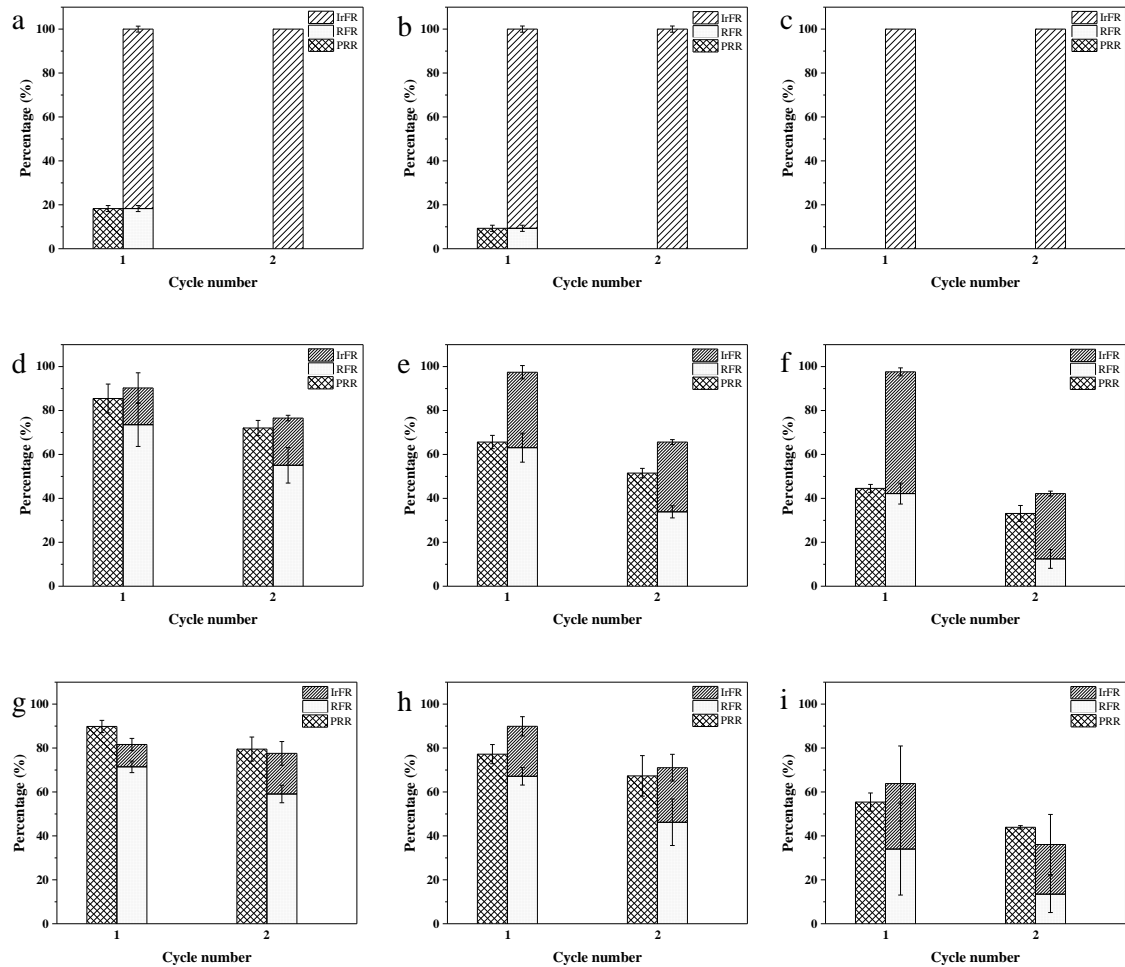 a
IrFR
RFR
PRR
100
80
60
40
20
0
Percentage (%)
1 2
Cycle number
b
IrFR
RFR
PRR
100
80
60
40
20
0
Percentage (%)
1 2
Cycle number
c
IrFR
RFR
PRR
100
80
60
40
20
0
Percentage (%)
1 2
Cycle number
d
IrFR
RFR
PRR
100
80
60
40
20
0
Percentage (%)
1 2
Cycle number
e
IrFR
RFR
PRR
100
80
60
40
20
0
Percentage (%)
1 2
Cycle number
f
IrFR
RFR
PRR
100
80
60
40
20
0
Percentage (%)
1 2
Cycle number
g
IrFR
RFR
PRR
100
80
60
40
20
0
Percentage (%)
1 2
Cycle number
h
IrFR
RFR
PRR
100
80
60
40
20
0
Percentage (%)
1 2
Cycle number
i
IrFR
RFR
PRR
100
80
60
40
20
0
Percentage (%)
1 2
Cycle number